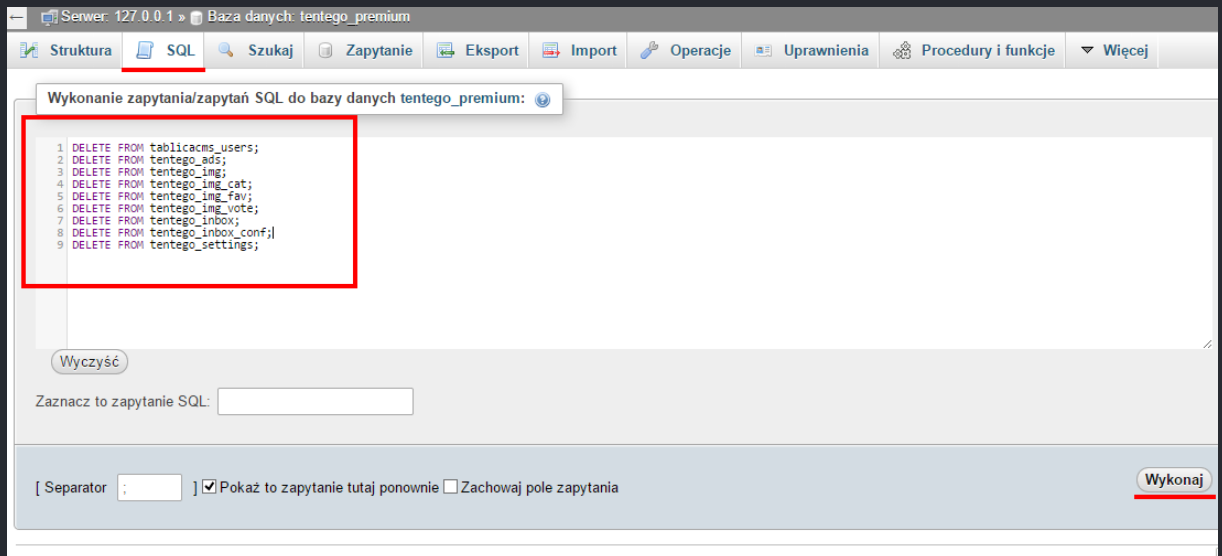 Serwer: 127.0.0.1 » Baza danych: tentego_premium
Struktura SQL Szukaj Zapytanie Eksport Import Operacje Uprawnienia Procedury i funkcje Więcej
Wykonanie zapytania/zapytań SQL do bazy danych tentego_premium:
1 DELETE FROM tablicacms_users;
2 DELETE FROM tentego_ads;
3 DELETE FROM tentego_img;
4 DELETE FROM tentego_img_cat;
5 DELETE FROM tentego_img_fav;
6 DELETE FROM tentego_img_vote;
7 DELETE FROM tentego_inbox;
8 DELETE FROM tentego_inbox_conf;
9 DELETE FROM tentego_settings;
Wyczyść
Zaznacz to zapytanie SQL:
[ Separator ; ] Pokaż to zapytanie tutaj ponownie Zachowaj pole zapytania
Wykonaj